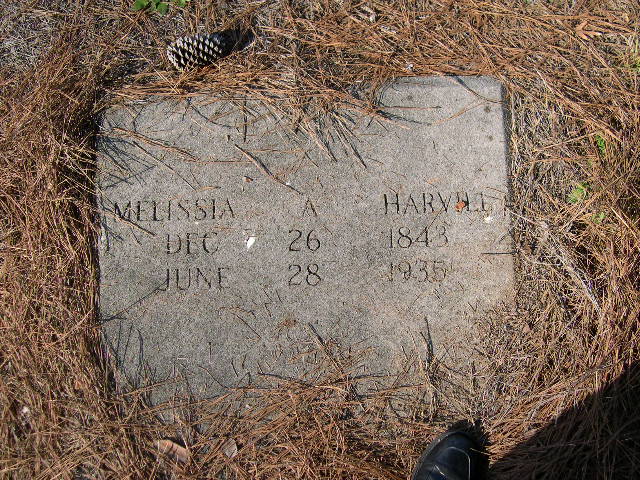 MELISSIA A HARVILL
DEC 26 1843
JUNE 28 1935